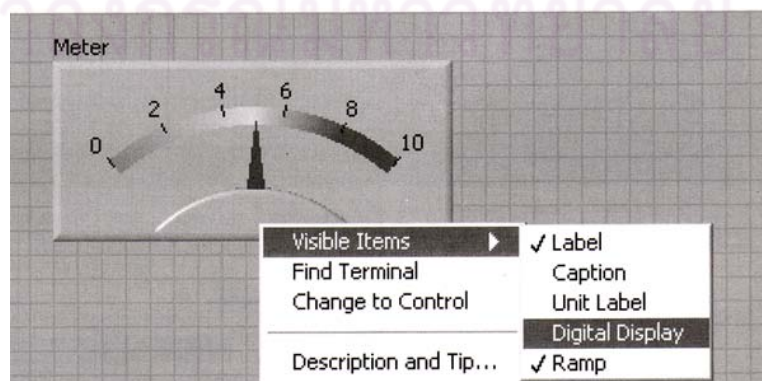 Meter
0 2 4 6 8 10
Visible Items
Find Terminal
Change to Control
Description and Tip...
✓ Label
Caption
Unit Label
Digital Display
✓ Ramp